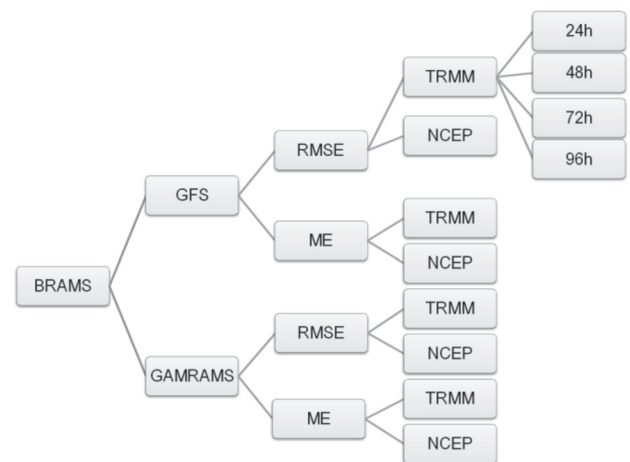 24h
TRMM
48h
72h
NCEP
RMSE
96h
GFS
TRMM
ME
NCEP
BRAMS
TRMM
RMSE
NCEP
GAMRAMS
TRMM
ME
NCEP